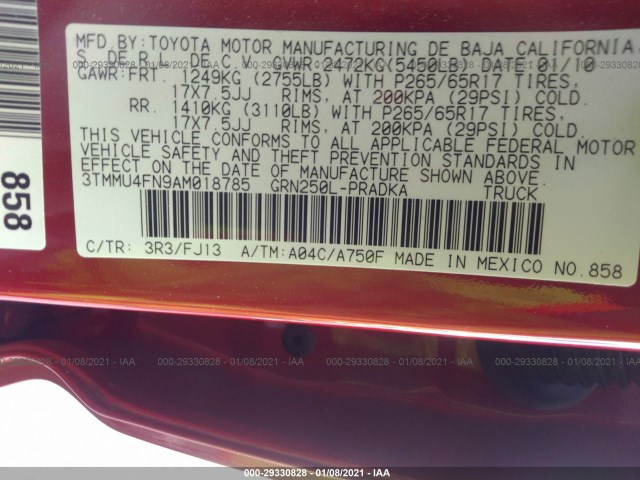 MFD.BY:TOYOTA MOTOR MANUFACTURING DE BAJA CALIFORNIA
S. DE R.L. DE C.V. GVWR 2472KG(5450LB) DATE:01/10
GAWR:FRT. 1249KG (2755LB) WITH P265/65R17 TIRES,
17X7.5JJ RIMS, AT 200KPA (29PSI) COLD.
RR. 1410KG (3110LB) WITH P265/65R17 TIRES,
17X7.5JJ RIMS, AT 200KPA (29PSI) COLD.
THIS VEHICLE CONFORMS TO ALL APPLICABLE FEDERAL MOTOR
VEHICLE SAFETY AND THEFT PREVENTION STANDARDS IN
EFFECT ON THE DATE OF MANUFACTURE SHOWN ABOVE.
3TMMU4FN9AM018785 GRN250L-PRADKA TRUCK
C/TR: 3R3/FJ13 A/TM:A04C/A750F MADE IN MEXICO NO.858
858
000-29330828 - 01/08/2021 - IAA